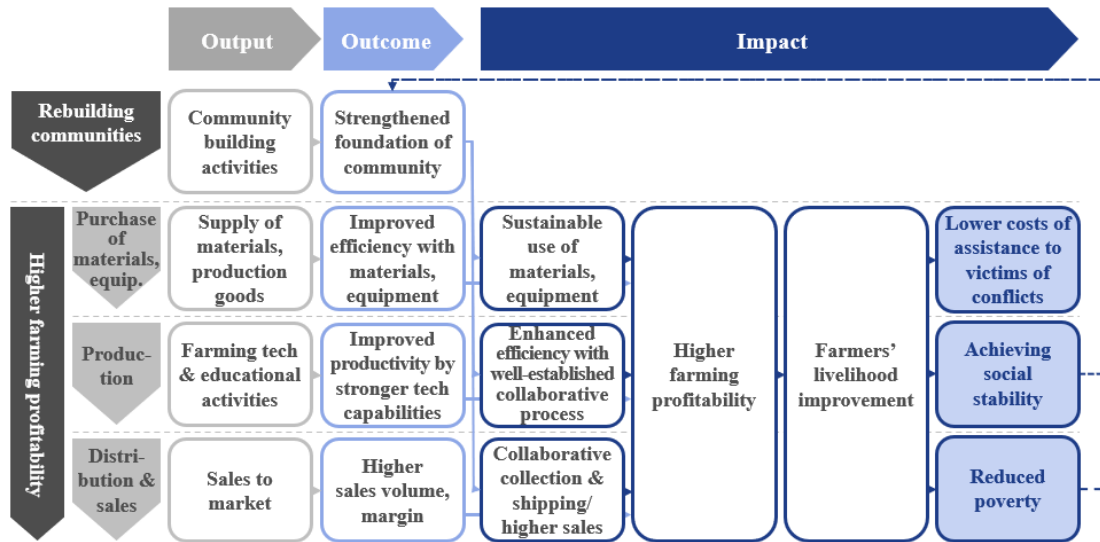 Output
Outcome
Impact
Rebuilding
communities
Community
building
activities
Strengthened
foundation of
community
Higher farming profitability
Purchase
of
materials,
equip.
Supply of
materials,
production
goods
Improved
efficiency with
materials,
equipment
Sustainable
use of
materials,
equipment
Higher
farming
profitability
Farmers’
livelihood
improvement
Lower costs of
assistance to
victims of
conflicts
Produc-
tion
Farming tech
& educational
activities
Improved
productivity by
stronger tech
capabilities
Enhanced
efficiency with
well-established
collaborative
process
Achieving
social
stability
Distri-
bution &
sales
Sales to
market
Higher
sales volume,
margin
Collaborative
collection &
shipping/
higher sales
Reduced
poverty